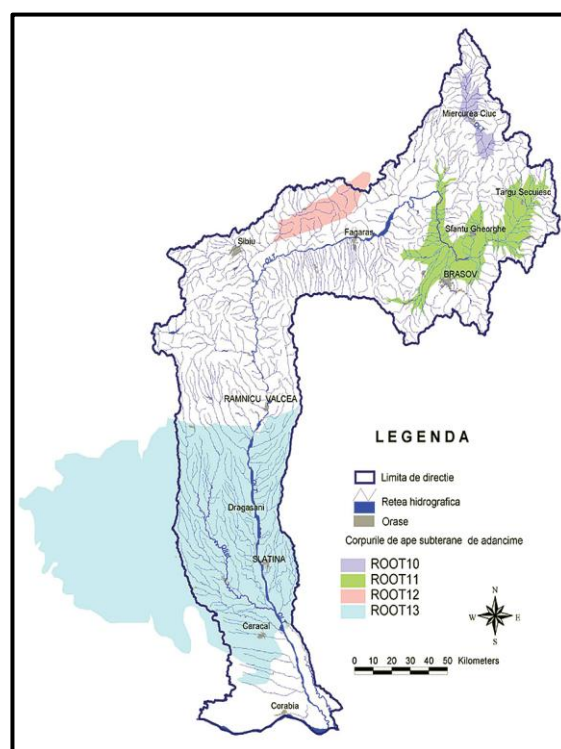 Miercurea Ciuc
OLT
Targu Secuiesc
Sfantu Gheorghe
Sibiu
Fagaras
OLT
BRASOV
RAMNICU VALCEA
Dragasani
SLATINA
Caracal
Corabia
LEGENDA
Limita de directie
Retea hidrografica
Orase
Corpurile de ape subterane de adancime
ROOT10
ROOT11
ROOT12
ROOT13
N
W E
S
0 10 20 30 40 50 Kilometers